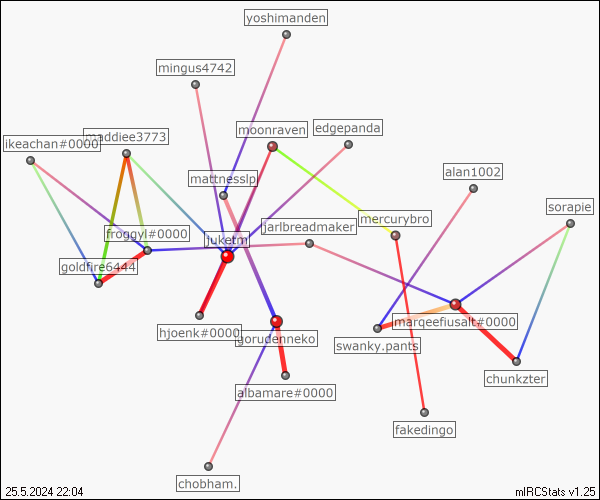 yoshimanden
mingus4742
moonraven
edgepanda
ikeachan#0000
maddiee3773
alan1002
mattnesslp
sorapie
mercurybro
jarlbreadmaker
froggyl#0000
juketm
goldfire6444
marqeefiusalt#0000
hjoenk#0000
gorudenneko
swanky.pants
chunkzter
albamare#0000
fakedingo
chobham.
25.5.2024 22:04
mIRCStats v1.25